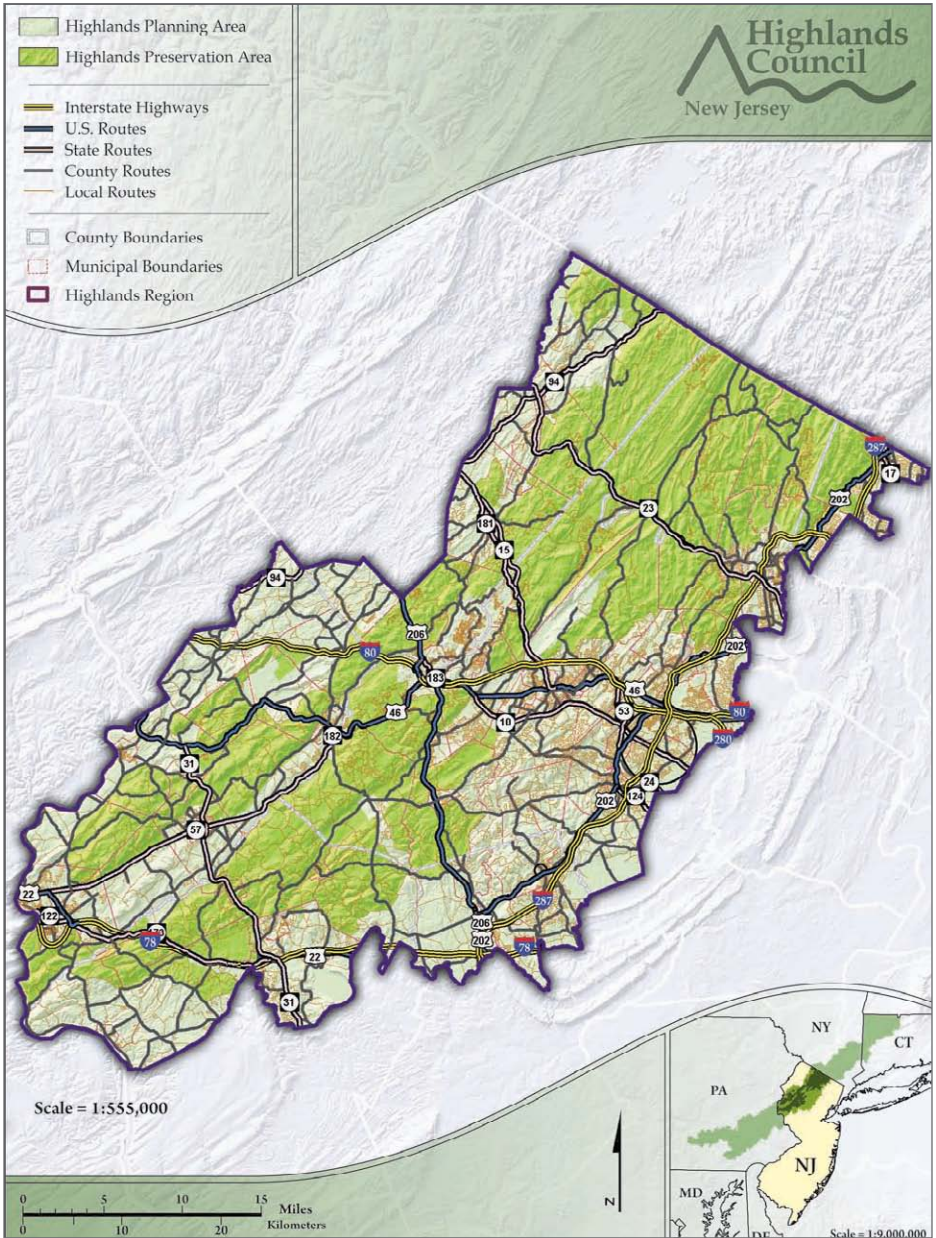 Highlands Planning Area
Highlands Preservation Area
Interstate Highways
U.S. Routes
State Routes
County Routes
Local Routes
County Boundaries
Municipal Boundaries
Highlands Region
Highlands
Council
New Jersey
94
287
17
202
23
181
15
94
206
80
183
202
46
46
53
80
10
182
280
31
24
124
202
57
22
287
122
206
78
202
78
22
31
NY
CT
PA
NJ
MD
DE
Scale = 1:555,000
N
0 5 10 15
Miles
Kilometers
10 20
Scale = 1:9,000,000